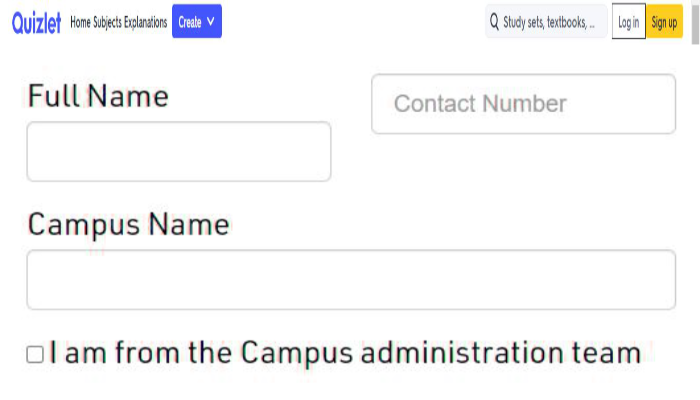 Quizlet Home Subjects Explanations Create Study sets, textbooks, ... Log in Sign up
Full Name
Contact Number
Campus Name
I am from the Campus administration team